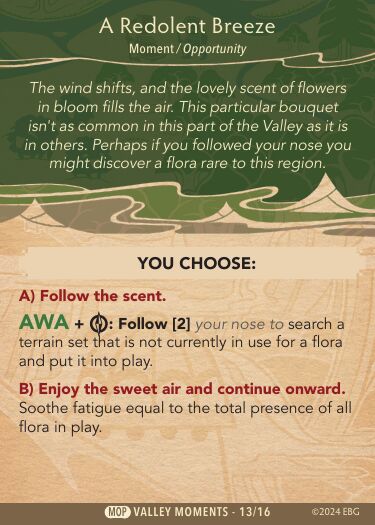 A Redolent Breeze
Moment / Opportunity
The wind shifts, and the lovely scent of flowers
in bloom fills the air. This particular bouquet
isn't as common in this part of the Valley as it is
in others. Perhaps if you followed your nose you
might discover a flora rare to this region.
YOU CHOOSE:
A) Follow the scent.
AWA + : Follow [2] your nose to search a
terrain set that is not currently in use for a flora
and put it into play.
B) Enjoy the sweet air and continue onward.
Soothe fatigue equal to the total presence of all
flora in play.
MOP VALLEY MOMENTS - 13/16
©2024 EBG